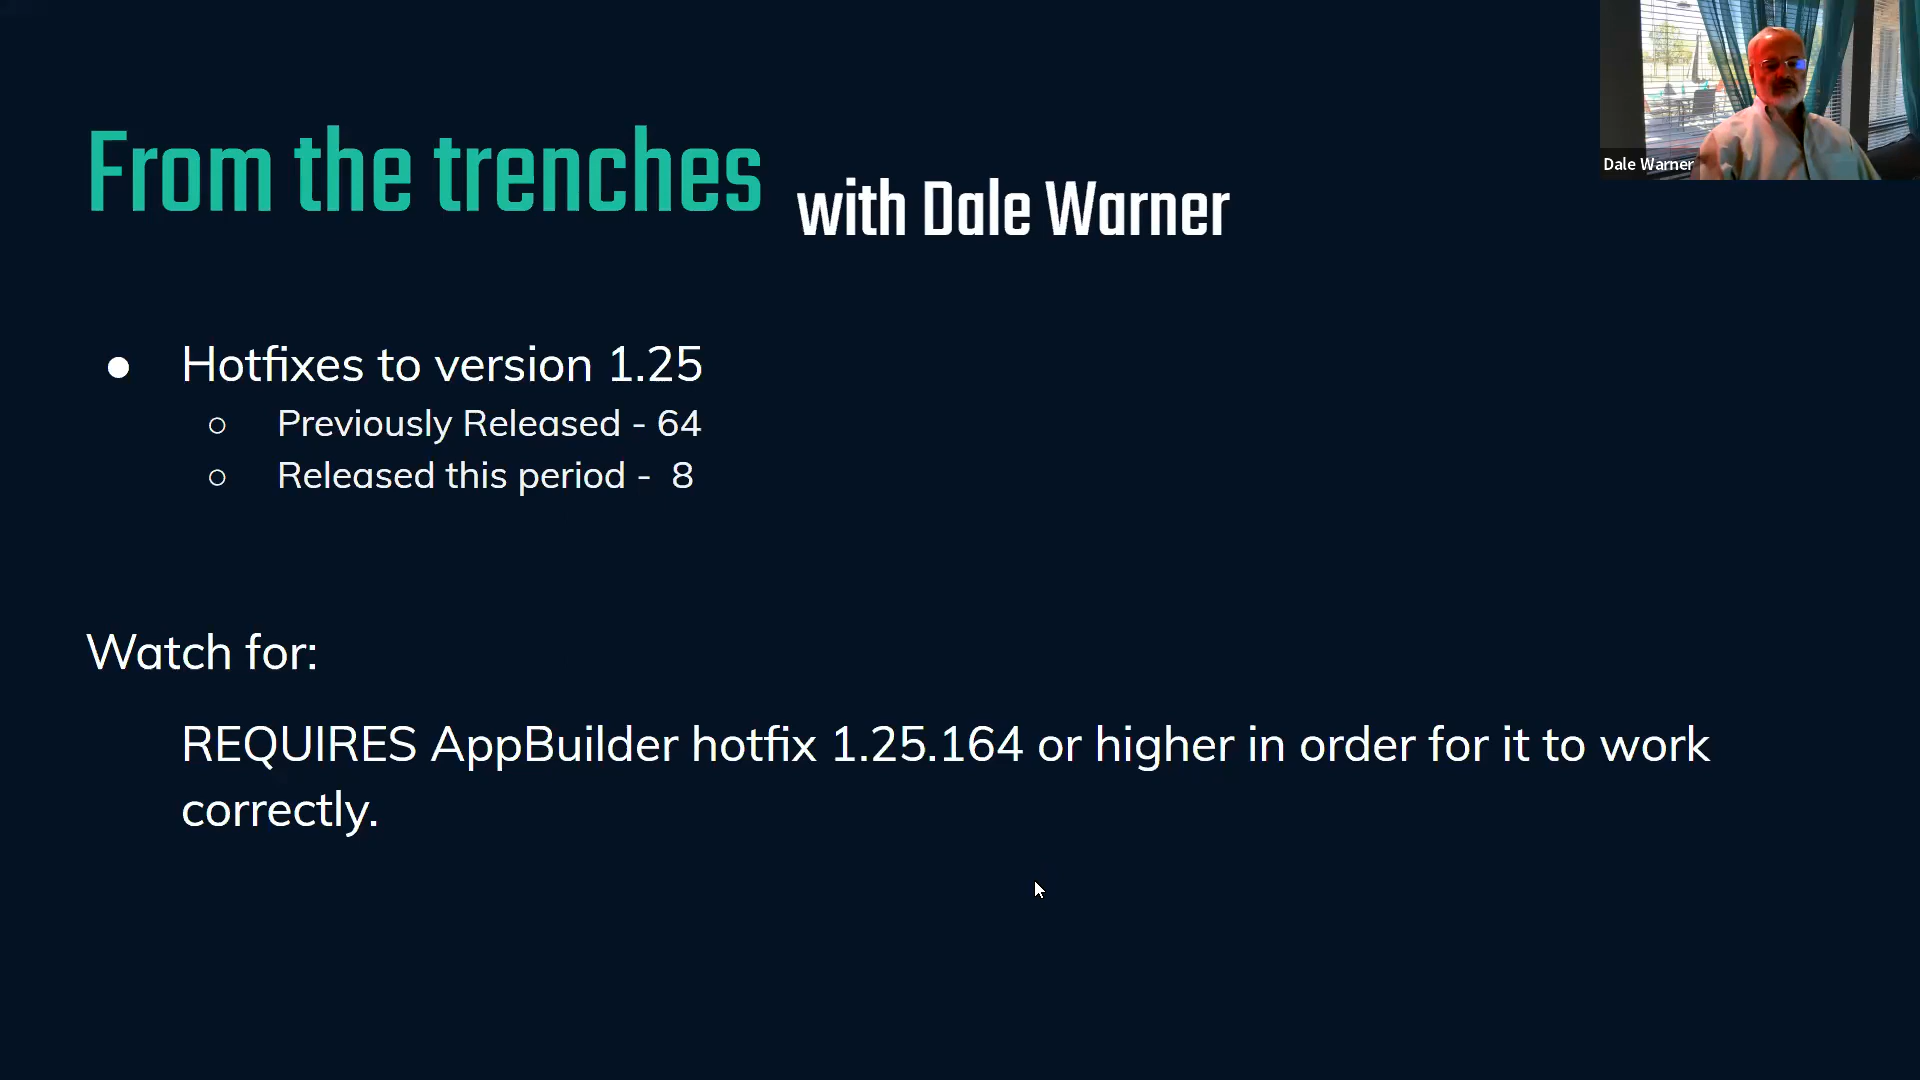 From the trenches with Dale Warner
Dale Warner
● Hotfixes to version 1.25
○ Previously Released - 64
○ Released this period - 8
Watch for:
REQUIRES AppBuilder hotfix 1.25.164 or higher in order for it to work
correctly.